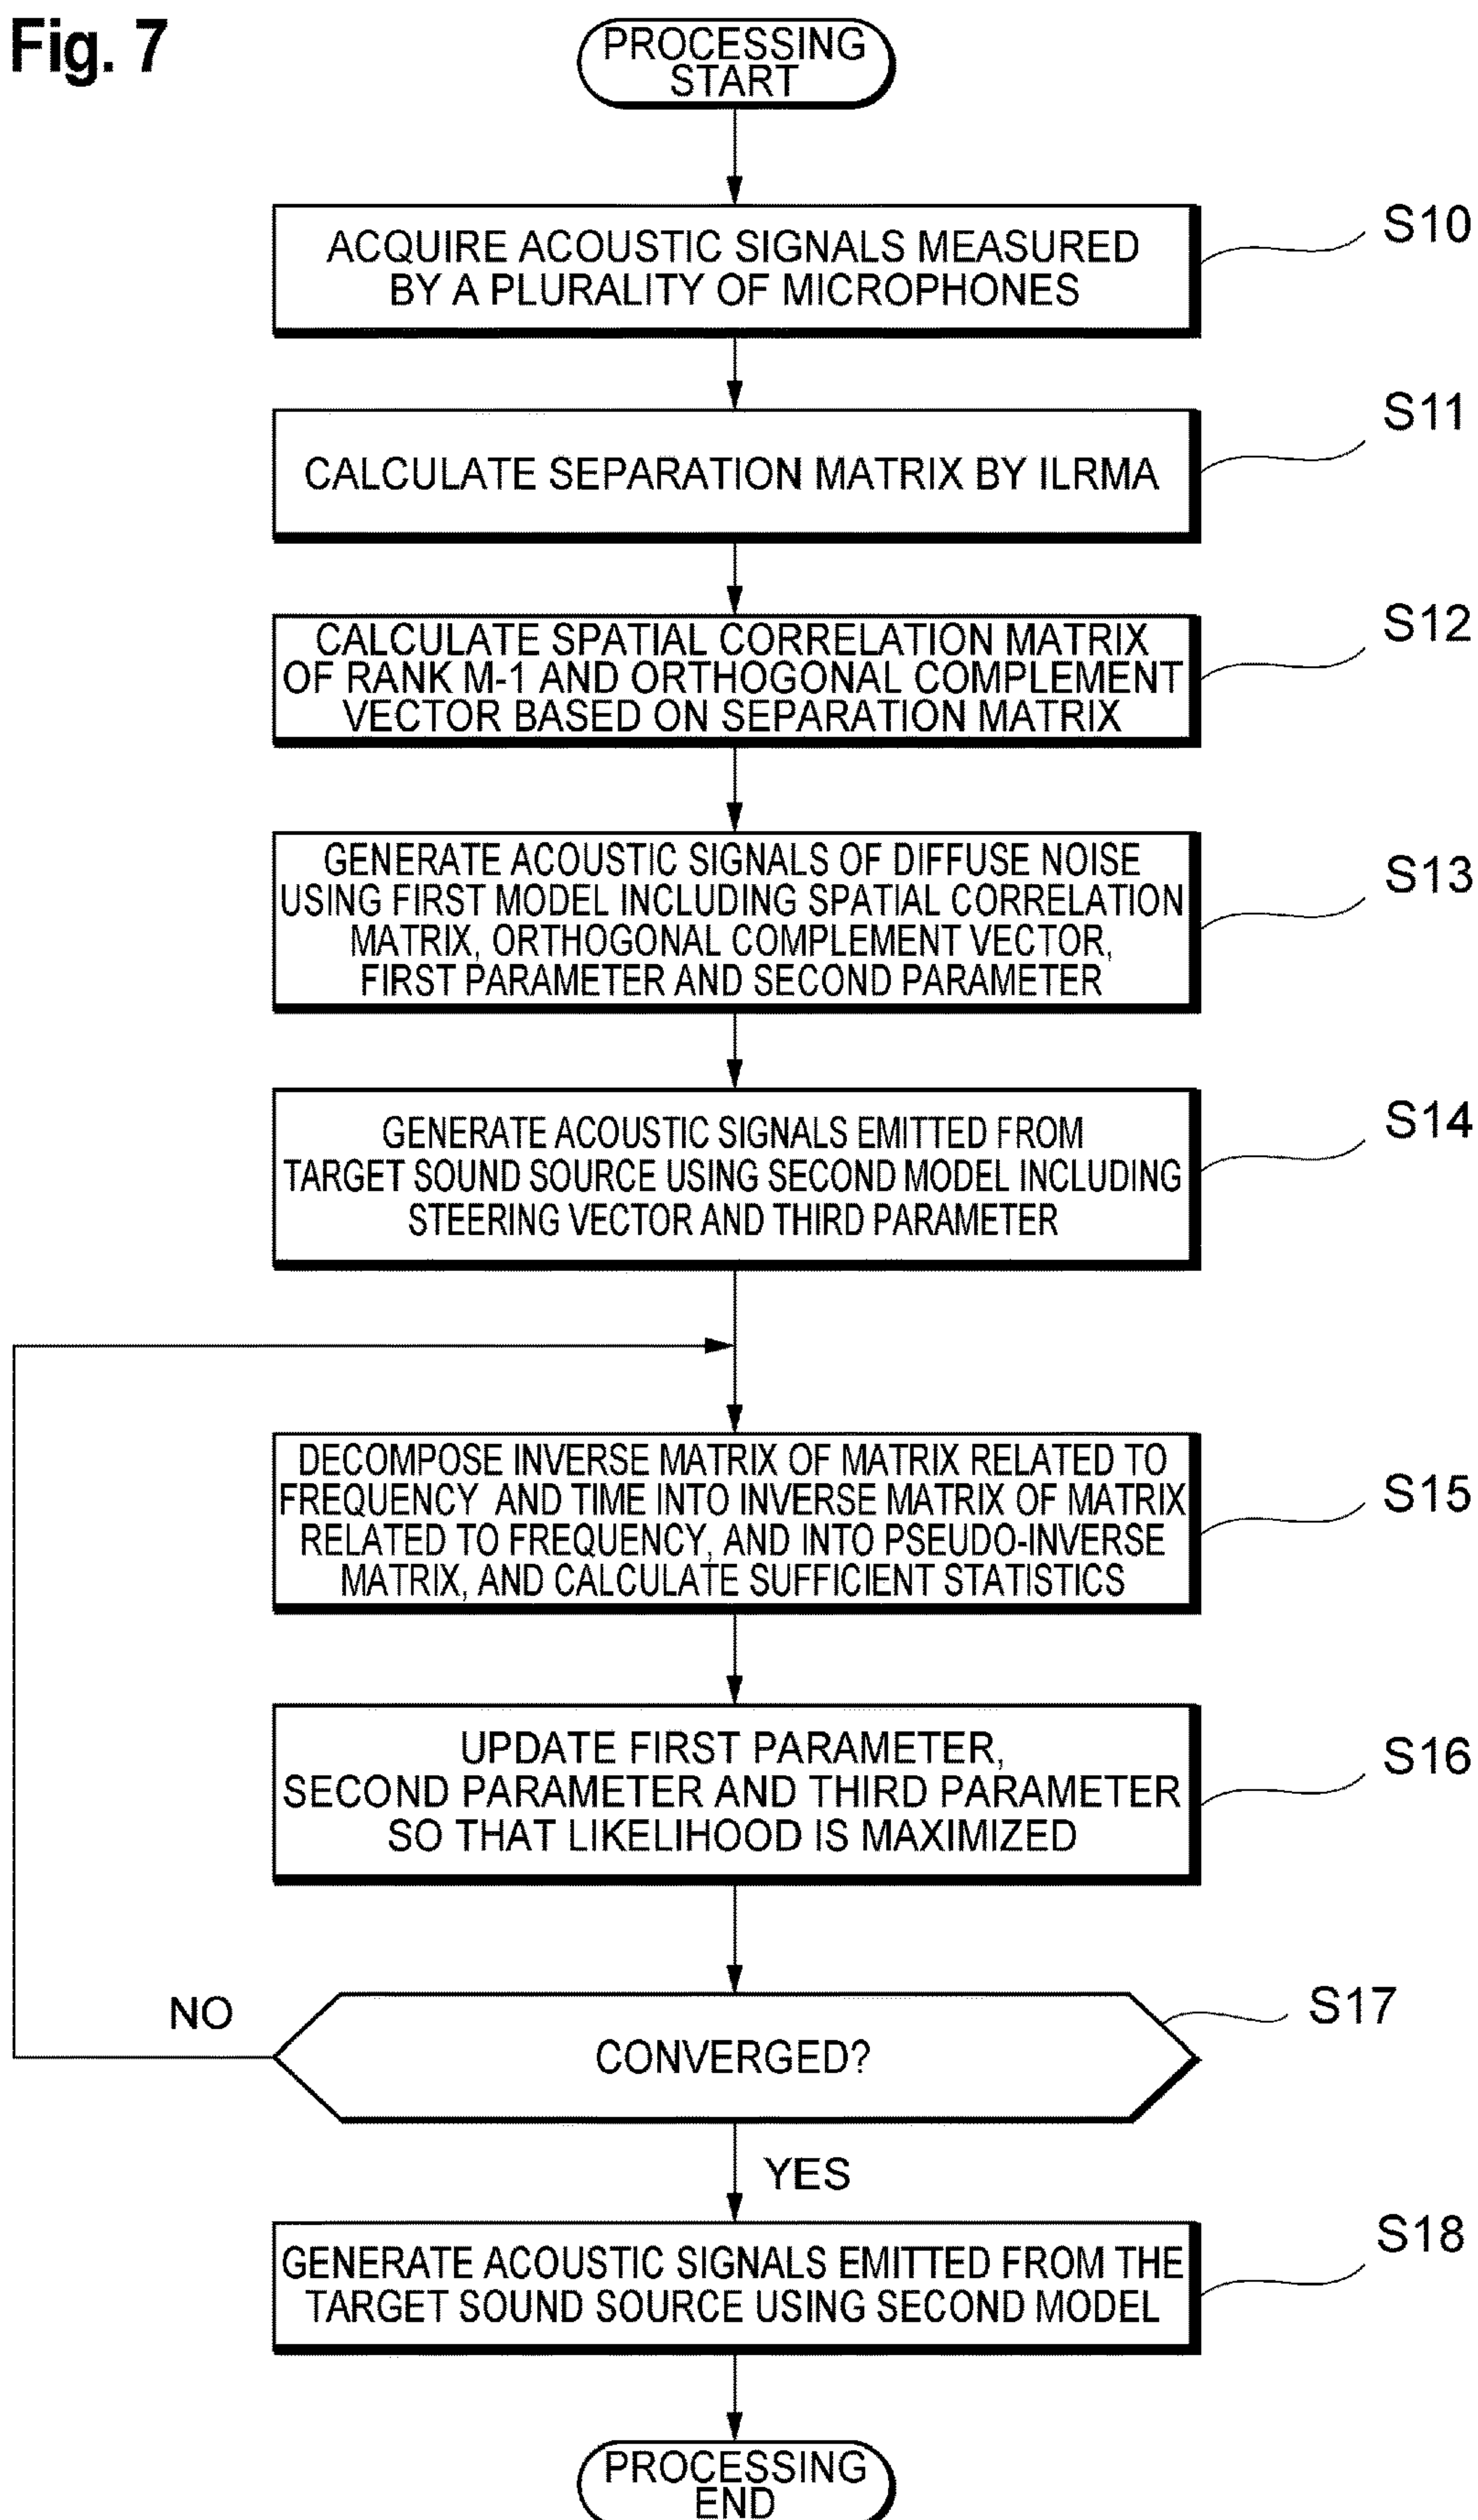 Fig. 7
PROCESSING
START
ACQUIRE ACOUSTIC SIGNALS MEASURED
BY A PLURALITY OF MICROPHONES
S10
CALCULATE SEPARATION MATRIX BY ILRMA
S11
CALCULATE SPATIAL CORRELATION MATRIX
OF RANK M-1 AND ORTHOGONAL COMPLEMENT
VECTOR BASED ON SEPARATION MATRIX
S12
GENERATE ACOUSTIC SIGNALS OF DIFFUSE NOISE
USING FIRST MODEL INCLUDING SPATIAL CORRELATION
MATRIX, ORTHOGONAL COMPLEMENT VECTOR,
FIRST PARAMETER AND SECOND PARAMETER
S13
GENERATE ACOUSTIC SIGNALS EMITTED FROM
TARGET SOUND SOURCE USING SECOND MODEL INCLUDING
STEERING VECTOR AND THIRD PARAMETER
S14
DECOMPOSE INVERSE MATRIX OF MATRIX RELATED TO
FREQUENCY AND TIME INTO INVERSE MATRIX OF MATRIX
RELATED TO FREQUENCY, AND INTO PSEUDO-INVERSE
MATRIX, AND CALCULATE SUFFICIENT STATISTICS
S15
UPDATE FIRST PARAMETER,
SECOND PARAMETER AND THIRD PARAMETER
SO THAT LIKELIHOOD IS MAXIMIZED
S16
NO
CONVERGED?
S17
YES
GENERATE ACOUSTIC SIGNALS EMITTED FROM THE
TARGET SOUND SOURCE USING SECOND MODEL
S18
PROCESSING
END